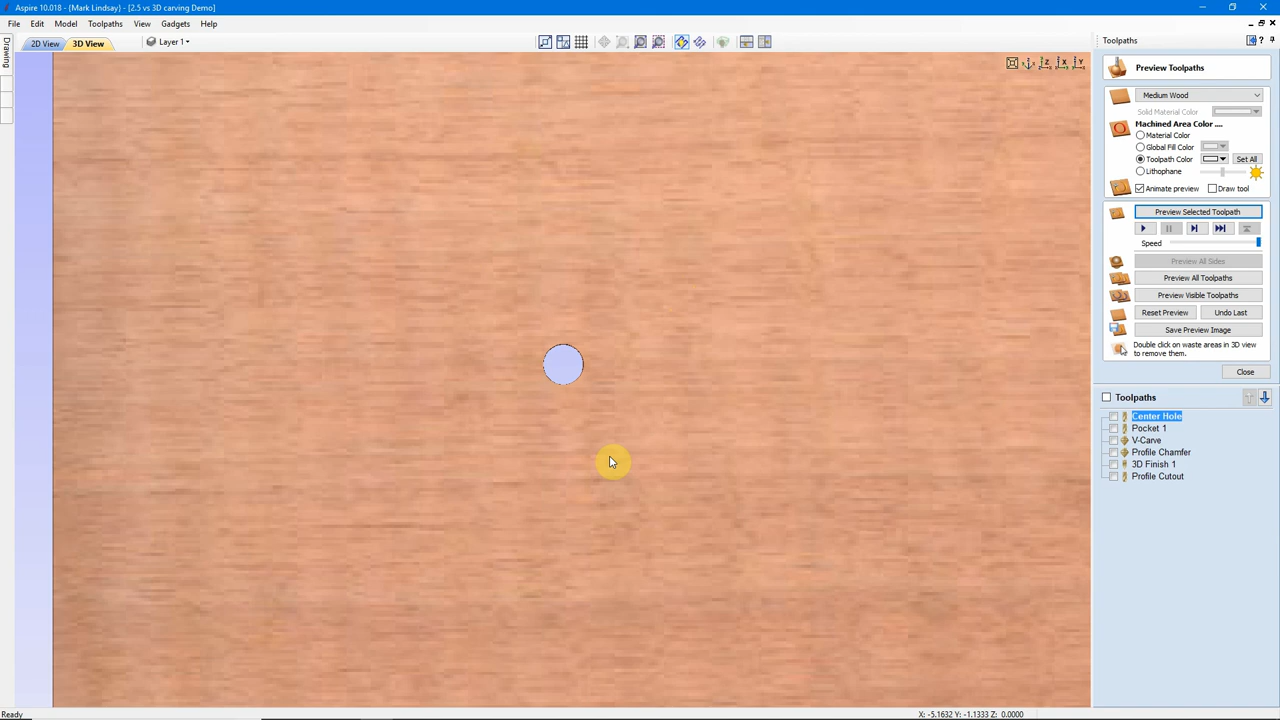 Aspire 10.018 - {Mark Lindsay} - [2.5 vs 3D carving Demo]
File Edit Model Toolpaths View Gadgets Help
2D View 3D View Layer 1
Drawing
Toolpaths
Preview Toolpaths
Medium Wood
Solid Material Color
Machined Area Color ....
Material Color
Global Fill Color
Toolpath Color Set All
Lithophane
Animate preview Draw tool
Preview Selected Toolpath
Speed
Preview All Sides
Preview All Toolpaths
Preview Visible Toolpaths
Reset Preview Undo Last
Save Preview Image
Double click on waste areas in 3D view
to remove them.
Close
Toolpaths
Center Hole
Pocket 1
V-Carve
Profile Chamfer
3D Finish 1
Profile Cutout
Ready X: -5.1632 Y: -1.1333 Z: 0.0000